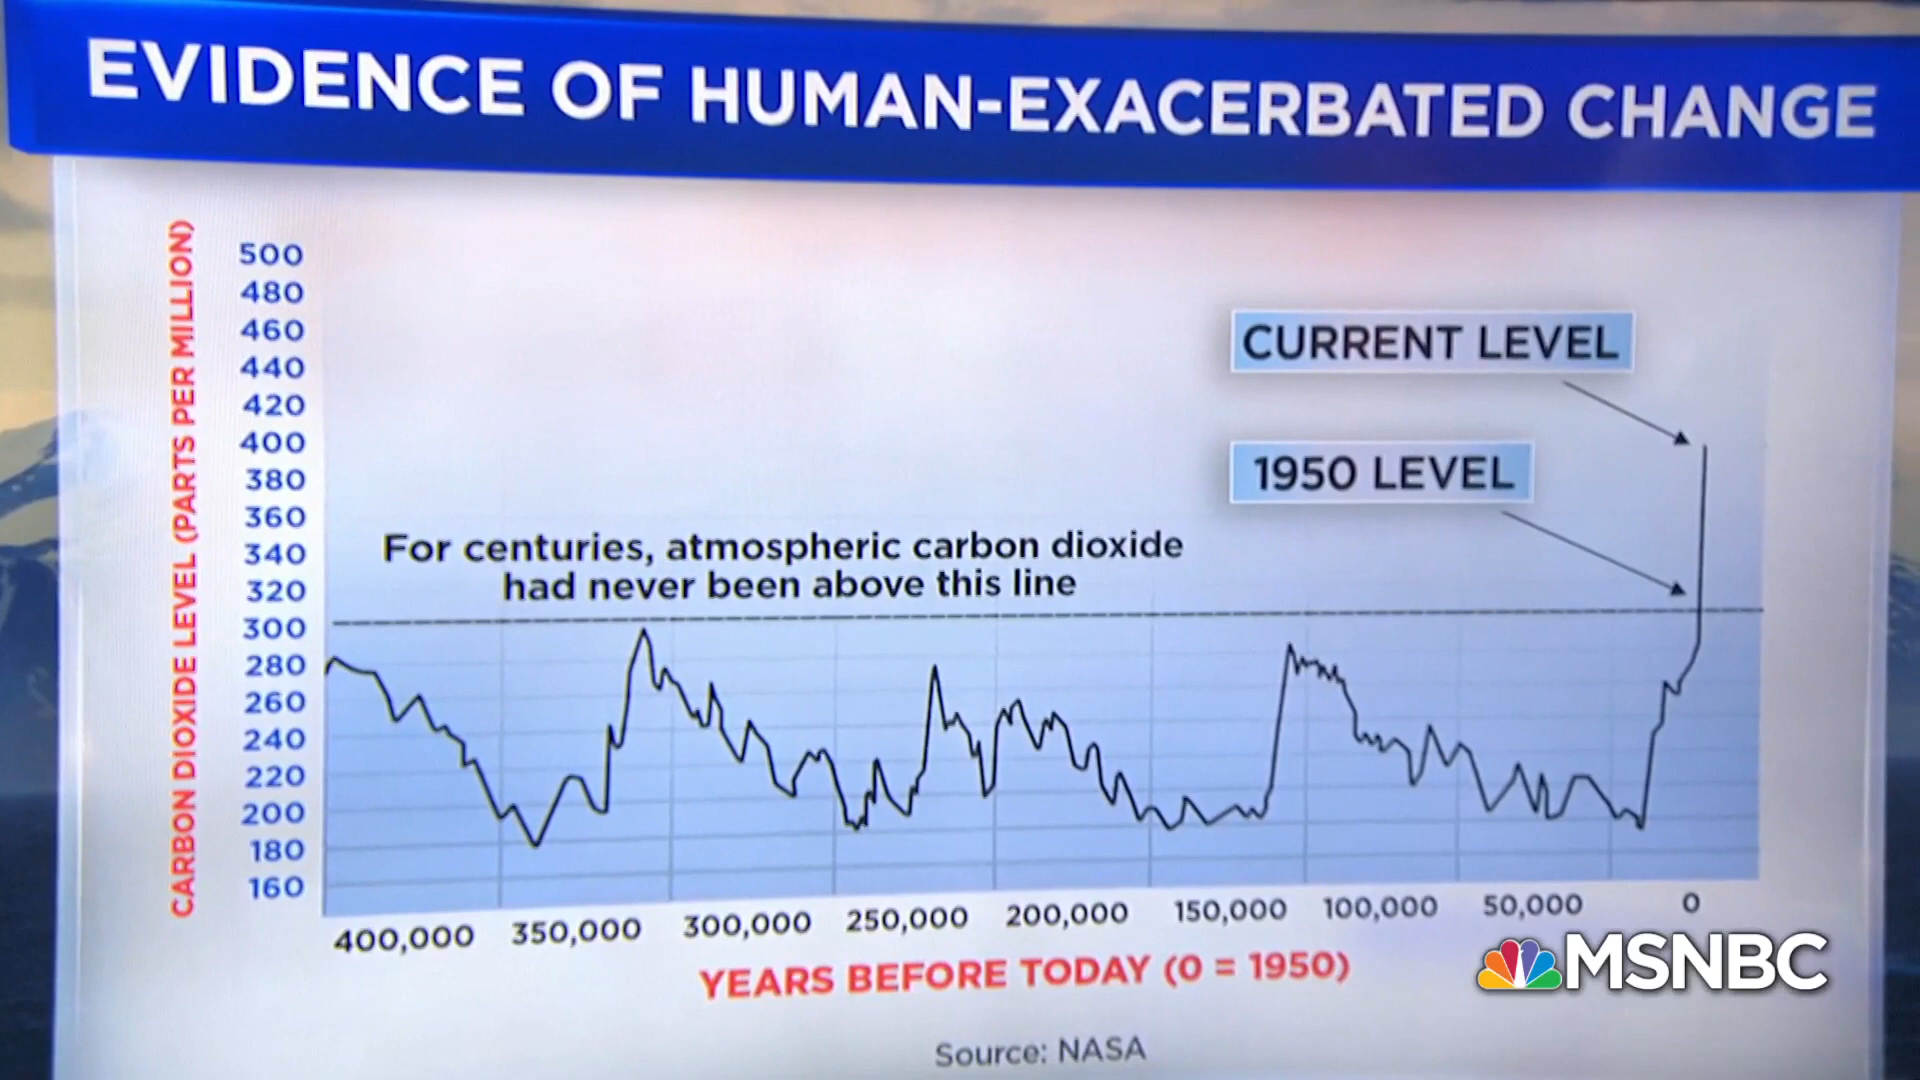 EVIDENCE OF HUMAN-EXACERBATED CHANGE
CARBON DIOXIDE LEVEL (PARTS PER MILLION)
500
480
460
440
420
400
380
360
340
320
300
280
260
240
220
200
180
160
CURRENT LEVEL
1950 LEVEL
For centuries, atmospheric carbon dioxide
had never been above this line
400,000 350,000 300,000 250,000 200,000 150,000 100,000 50,000 0
YEARS BEFORE TODAY (0 = 1950)
MSNBC
Source: NASA